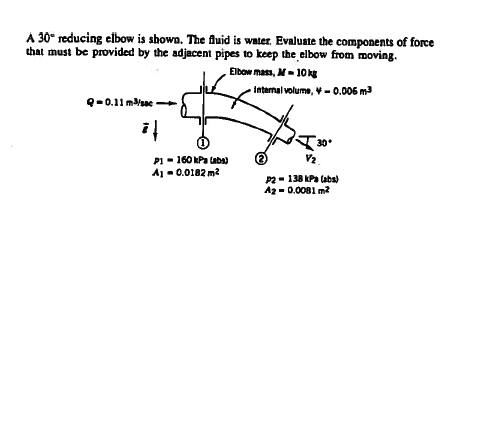 A 30° reducing elbow is shown. The fluid is water. Evaluate the components of force
that must be provided by the adjacent pipes to keep the elbow from moving.
Elbow mass, M = 10 kg
Internal volume, V = 0.006 m³
Q = 0.11 m³/sec
g
①
②
30°
V₂
p₁ = 160 kPa (abs)
A₁ = 0.0182 m²
p₂ = 138 kPa (abs)
A₂ = 0.0081 m²